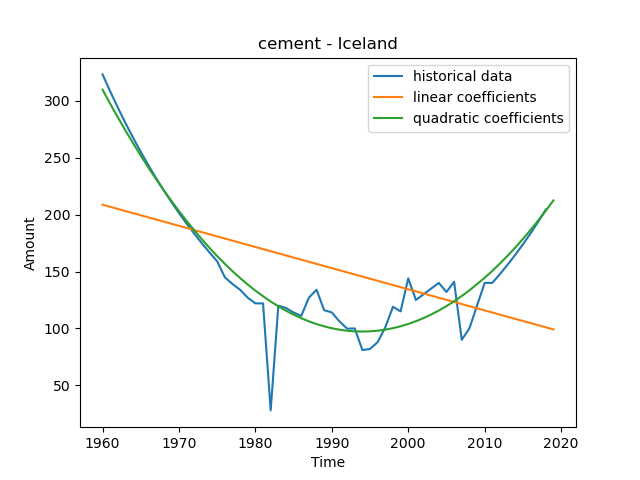 cement - Iceland
historical data
linear coefficients
quadratic coefficients
Amount
300
250
200
150
100
50
1960 1970 1980 1990 2000 2010 2020
Time